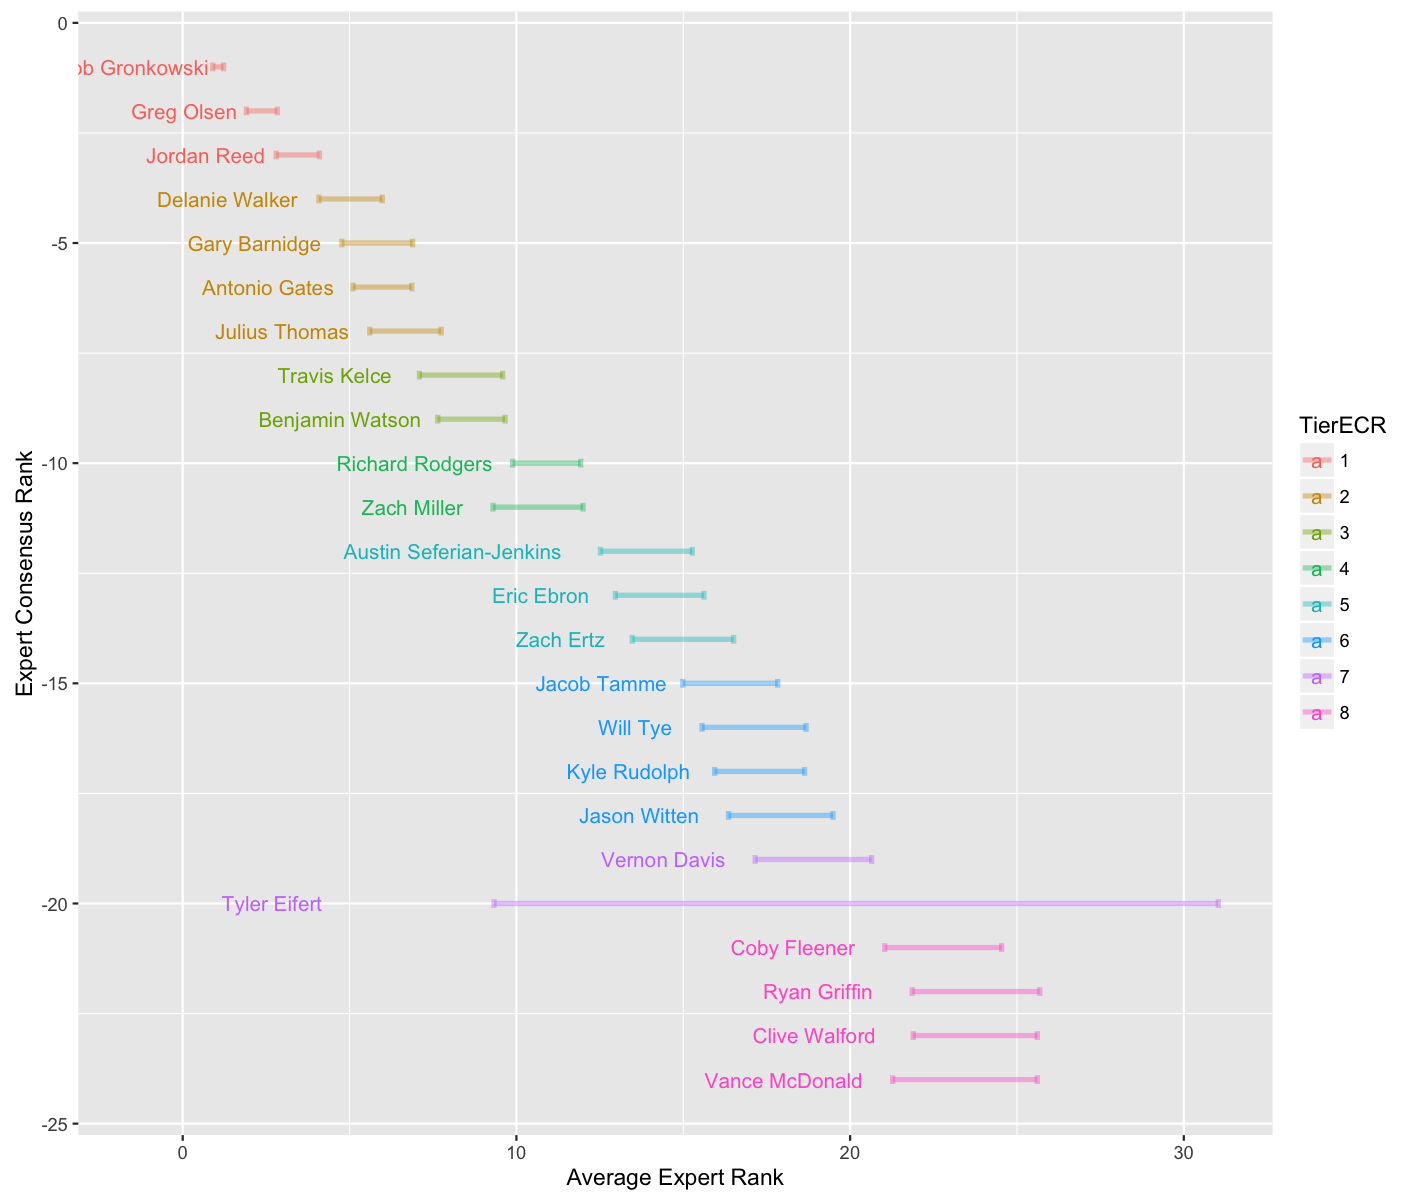 0
ob Gronkowski
Greg Olsen
Jordan Reed
Delanie Walker
-5
Gary Barnidge
Antonio Gates
Julius Thomas
Travis Kelce
Benjamin Watson
-10
Richard Rodgers
Zach Miller
Austin Seferian-Jenkins
Eric Ebron
Zach Ertz
-15
Jacob Tamme
Will Tye
Kyle Rudolph
Jason Witten
Vernon Davis
-20
Tyler Eifert
Coby Fleener
Ryan Griffin
Clive Walford
Vance McDonald
-25
0 10 20 30
Average Expert Rank
Expert Consensus Rank
TierECR
a 1
a 2
a 3
a 4
a 5
a 6
a 7
a 8